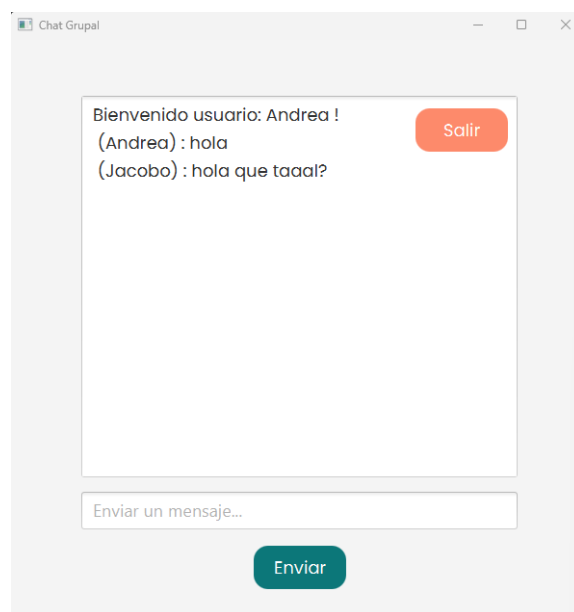 Chat Grupal
Bienvenido usuario: Andrea !
Salir
(Andrea) : hola
(Jacobo) : hola que taaal?
Enviar un mensaje...
Enviar